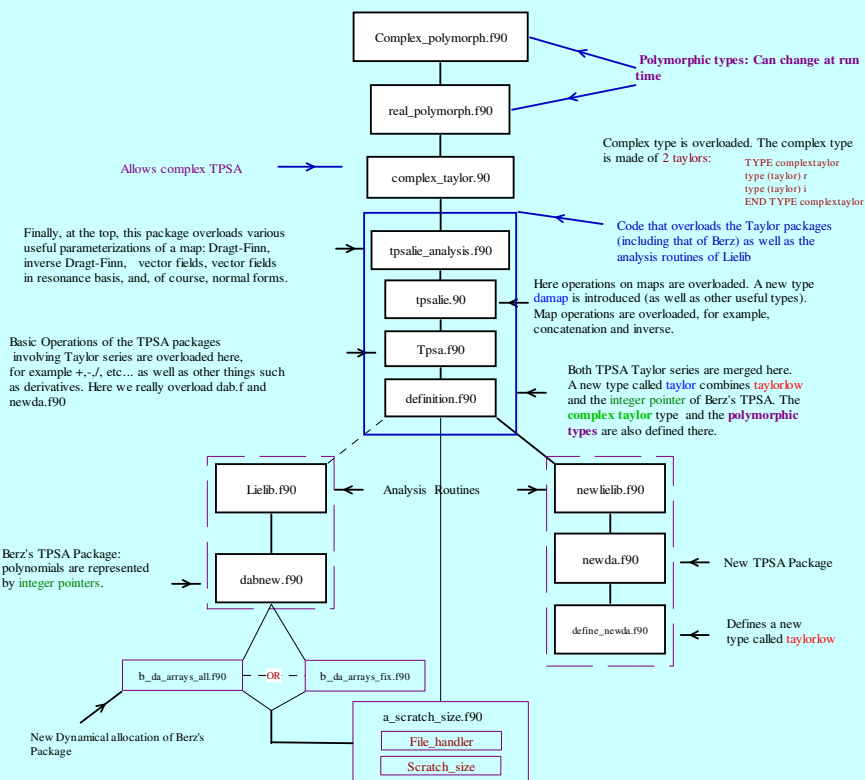 Complex_polymorph.f90
Polymorphic types: Can change at run
time
real_polymorph.f90
Complex type is overloaded. The complex type
is made of 2 taylors:
TYPE complextaylor
type (taylor) r
type (taylor) i
END TYPE complextaylor
Allows complex TPSA
complex_taylor.90
Code that overloads the Taylor packages
(including that of Berz) as well as the
analysis routines of Lielib
Finally, at the top, this package overloads various
useful parameterizations of a map: Dragt-Finn,
inverse Dragt-Finn, vector fields, vector fields
in resonance basis, and, of course, normal forms.
tpsalie_analysis.f90
tpsalie.90
Here operations on maps are overloaded. A new type
damap is introduced (as well as other useful types).
Map operations are overloaded, for example,
concatenation and inverse.
Basic Operations of the TPSA packages
involving Taylor series are overloaded here,
for example +,-,/, etc... as well as other things such
as derivatives. Here we really overload dab.f and
newda.f90
Tpsa.f90
definition.f90
Both TPSA Taylor series are merged here.
A new type called taylor combines taylorlow
and the integer pointer of Berz's TPSA. The
complex taylor type and the polymorphic
types are also defined there.
Lielib.f90
Analysis Routines
newlielib.f90
Berz's TPSA Package:
polynomials are represented
by integer pointers.
dabnew.f90
newda.f90
New TPSA Package
define_newda.f90
Defines a new
type called taylorlow
b_da_arrays_all.f90
OR
b_da_arrays_fix.f90
New Dynamical allocation of Berz's
Package
a_scratch_size.f90
File_handler
Scratch_size